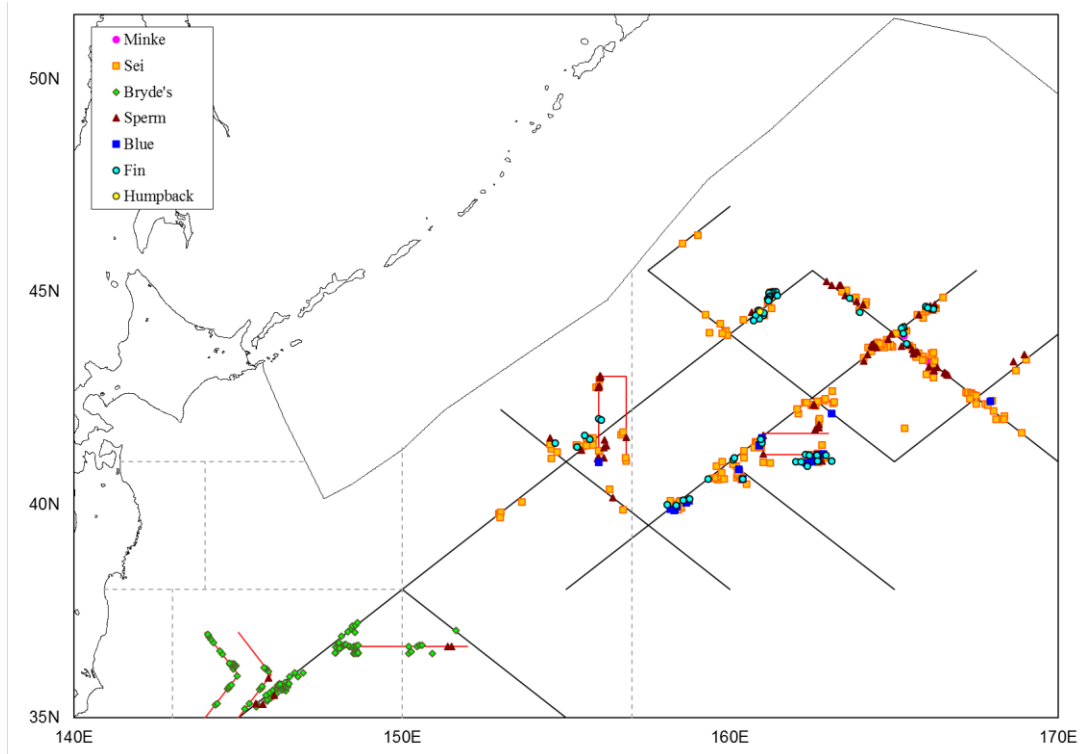 Minke
Sei
Bryde's
Sperm
Blue
Fin
Humpback
50N
45N
40N
35N
140E 150E 160E 170E